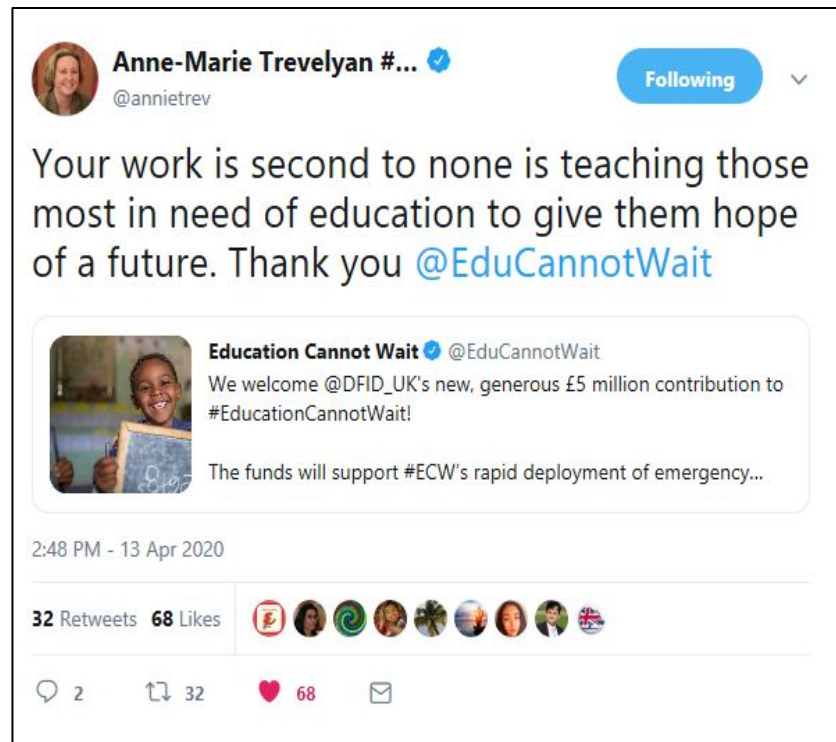 Anne-Marie Trevelyan #...
Following
@annietrev
Your work is second to none is teaching those
most in need of education to give them hope
of a future. Thank you @EduCannotWait
Education Cannot Wait @EduCannotWait
We welcome @DFID_UK's new, generous £5 million contribution to
#EducationCannotWait!
The funds will support #ECW's rapid deployment of emergency...
2:48 PM - 13 Apr 2020
32 Retweets 68 Likes
2 32 68